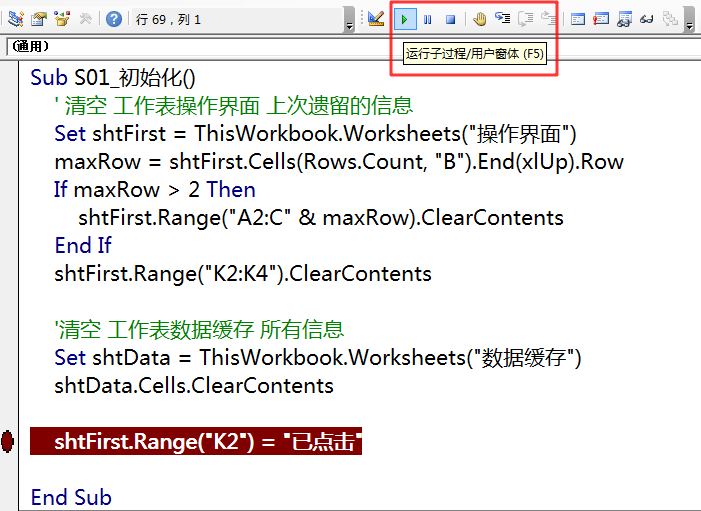 行 69，列 1
(通用)
运行子过程/用户窗体 (F5)
Sub S01_初始化()
' 清空 工作表操作界面 上次遗留的信息
Set shtFirst = ThisWorkbook.Worksheets("操作界面")
maxRow = shtFirst.Cells(Rows.Count, "B").End(xlUp).Row
If maxRow > 2 Then
shtFirst.Range("A2:C" & maxRow).ClearContents
End If
shtFirst.Range("K2:K4").ClearContents
'清空 工作表数据缓存 所有信息
Set shtData = ThisWorkbook.Worksheets("数据缓存")
shtData.Cells.ClearContents
shtFirst.Range("K2") = "已点击"
End Sub